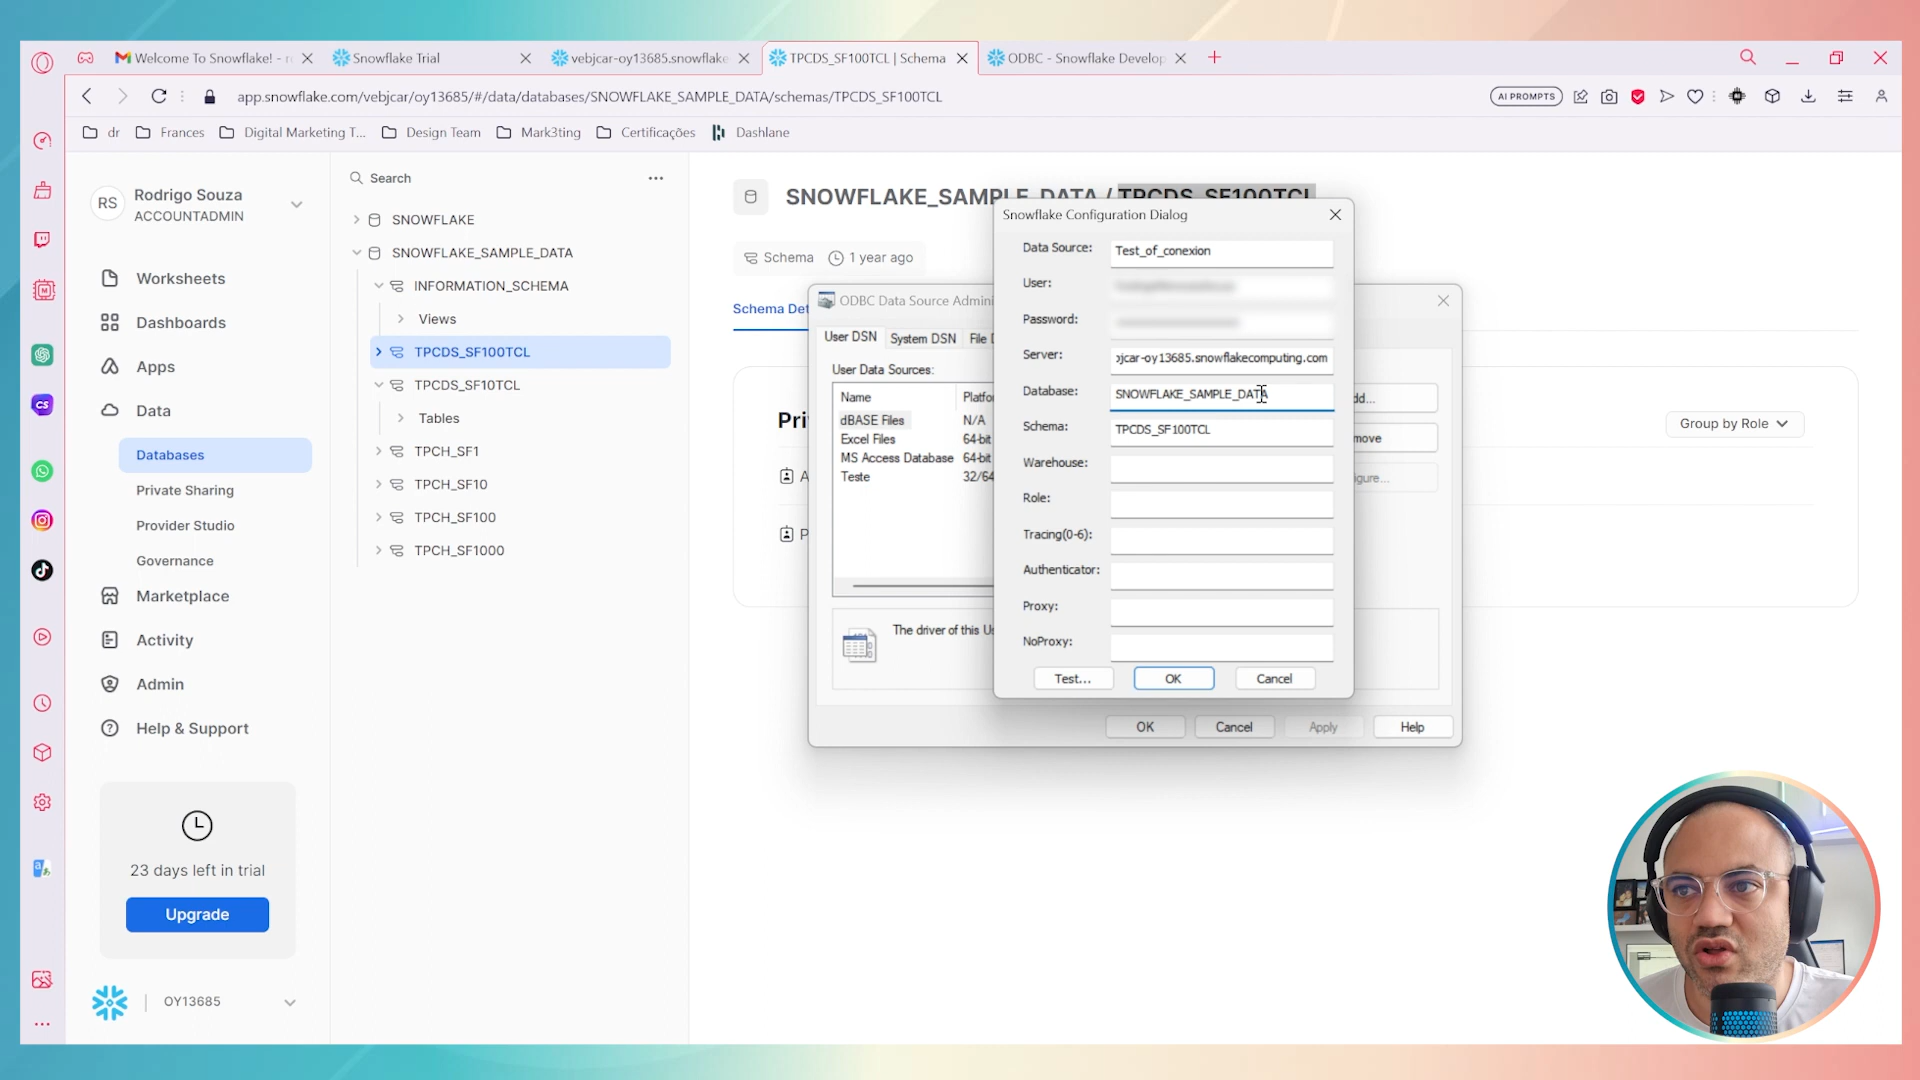 Welcome To Snowflake! - r
Snowflake Trial
vebjcar-oy13685.snowflake
TPCDS_SF100TCL | Schema
ODBC - Snowflake Develop
app.snowflake.com/vebjcar/oy13685/#/data/databases/SNOWFLAKE_SAMPLE_DATA/schemas/TPCDS_SF100TCL
AI PROMPTS
dr
Frances
Digital Marketing T...
Design Team
Mark3ting
Certificações
Dashlane
RS
Rodrigo Souza
ACCOUNTADMIN
Worksheets
Dashboards
Apps
Data
Databases
Private Sharing
Provider Studio
Governance
Marketplace
Activity
Admin
Help & Support
23 days left in trial
Upgrade
OY13685
Search
SNOWFLAKE
SNOWFLAKE_SAMPLE_DATA
INFORMATION_SCHEMA
Views
TPCDS_SF100TCL
TPCDS_SF10TCL
Tables
TPCH_SF1
TPCH_SF10
TPCH_SF100
TPCH_SF1000
SNOWFLAKE_SAMPLE_DATA / TPCDS_SF100TCL
Schema
1 year ago
Schema Det
Pri
A
P
Group by Role
ODBC Data Source Admini
User DSN
System DSN
File D
User Data Sources:
Name
Platfo
dBASE Files
N/A
Excel Files
64-bit
MS Access Database
64-bit
Teste
32/64
dd...
move
gure...
The driver of this Us
OK
Cancel
Apply
Help
Snowflake Configuration Dialog
Data Source:
Test_of_conexion
User:
Password:
Server:
jcar-oy13685.snowflakecomputing.com
Database:
SNOWFLAKE_SAMPLE_DATA
Schema:
TPCDS_SF100TCL
Warehouse:
Role:
Tracing(0-6):
Authenticator:
Proxy:
NoProxy:
Test...
OK
Cancel